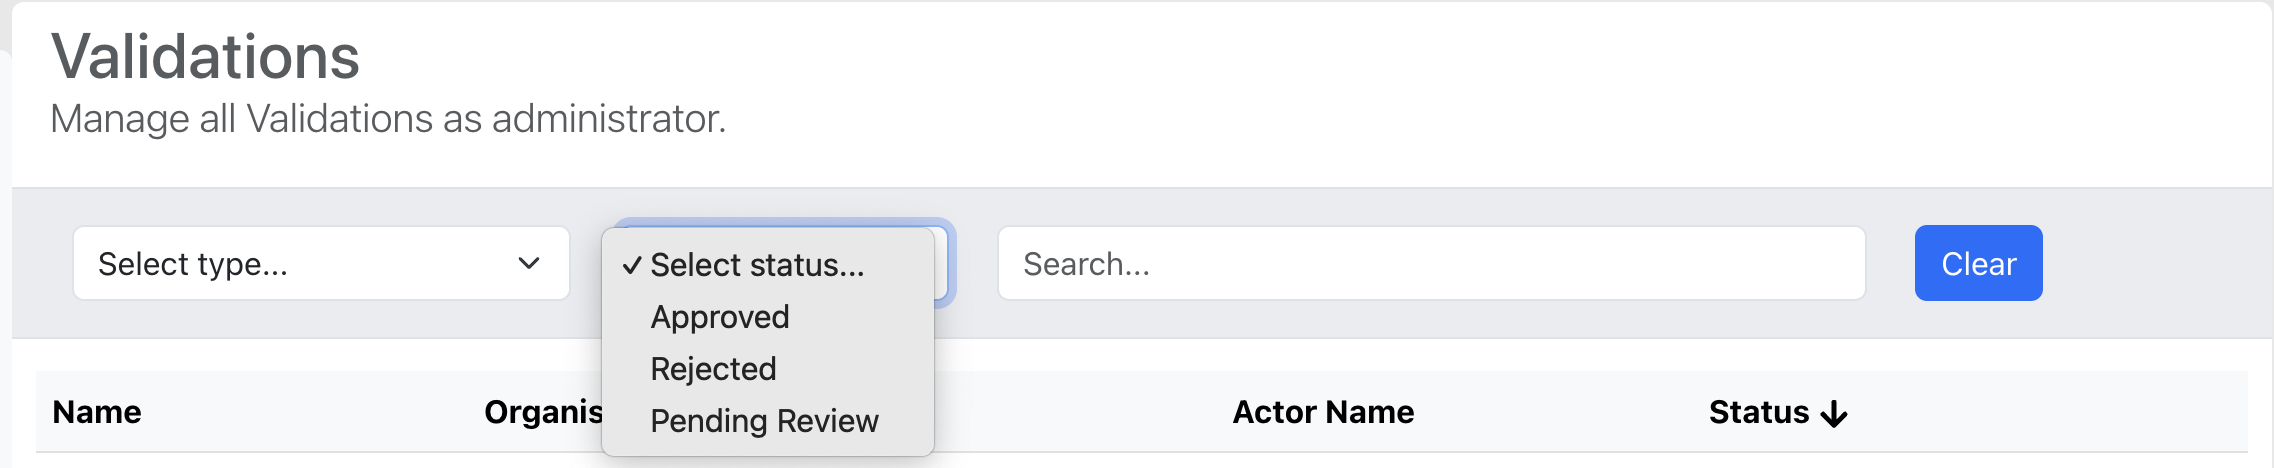 Validations
Manage all Validations as administrator.
Select type...
✓ Select status...
Approved
Rejected
Pending Review
Search...
Clear
Name
Organis
Actor Name
Status ↓